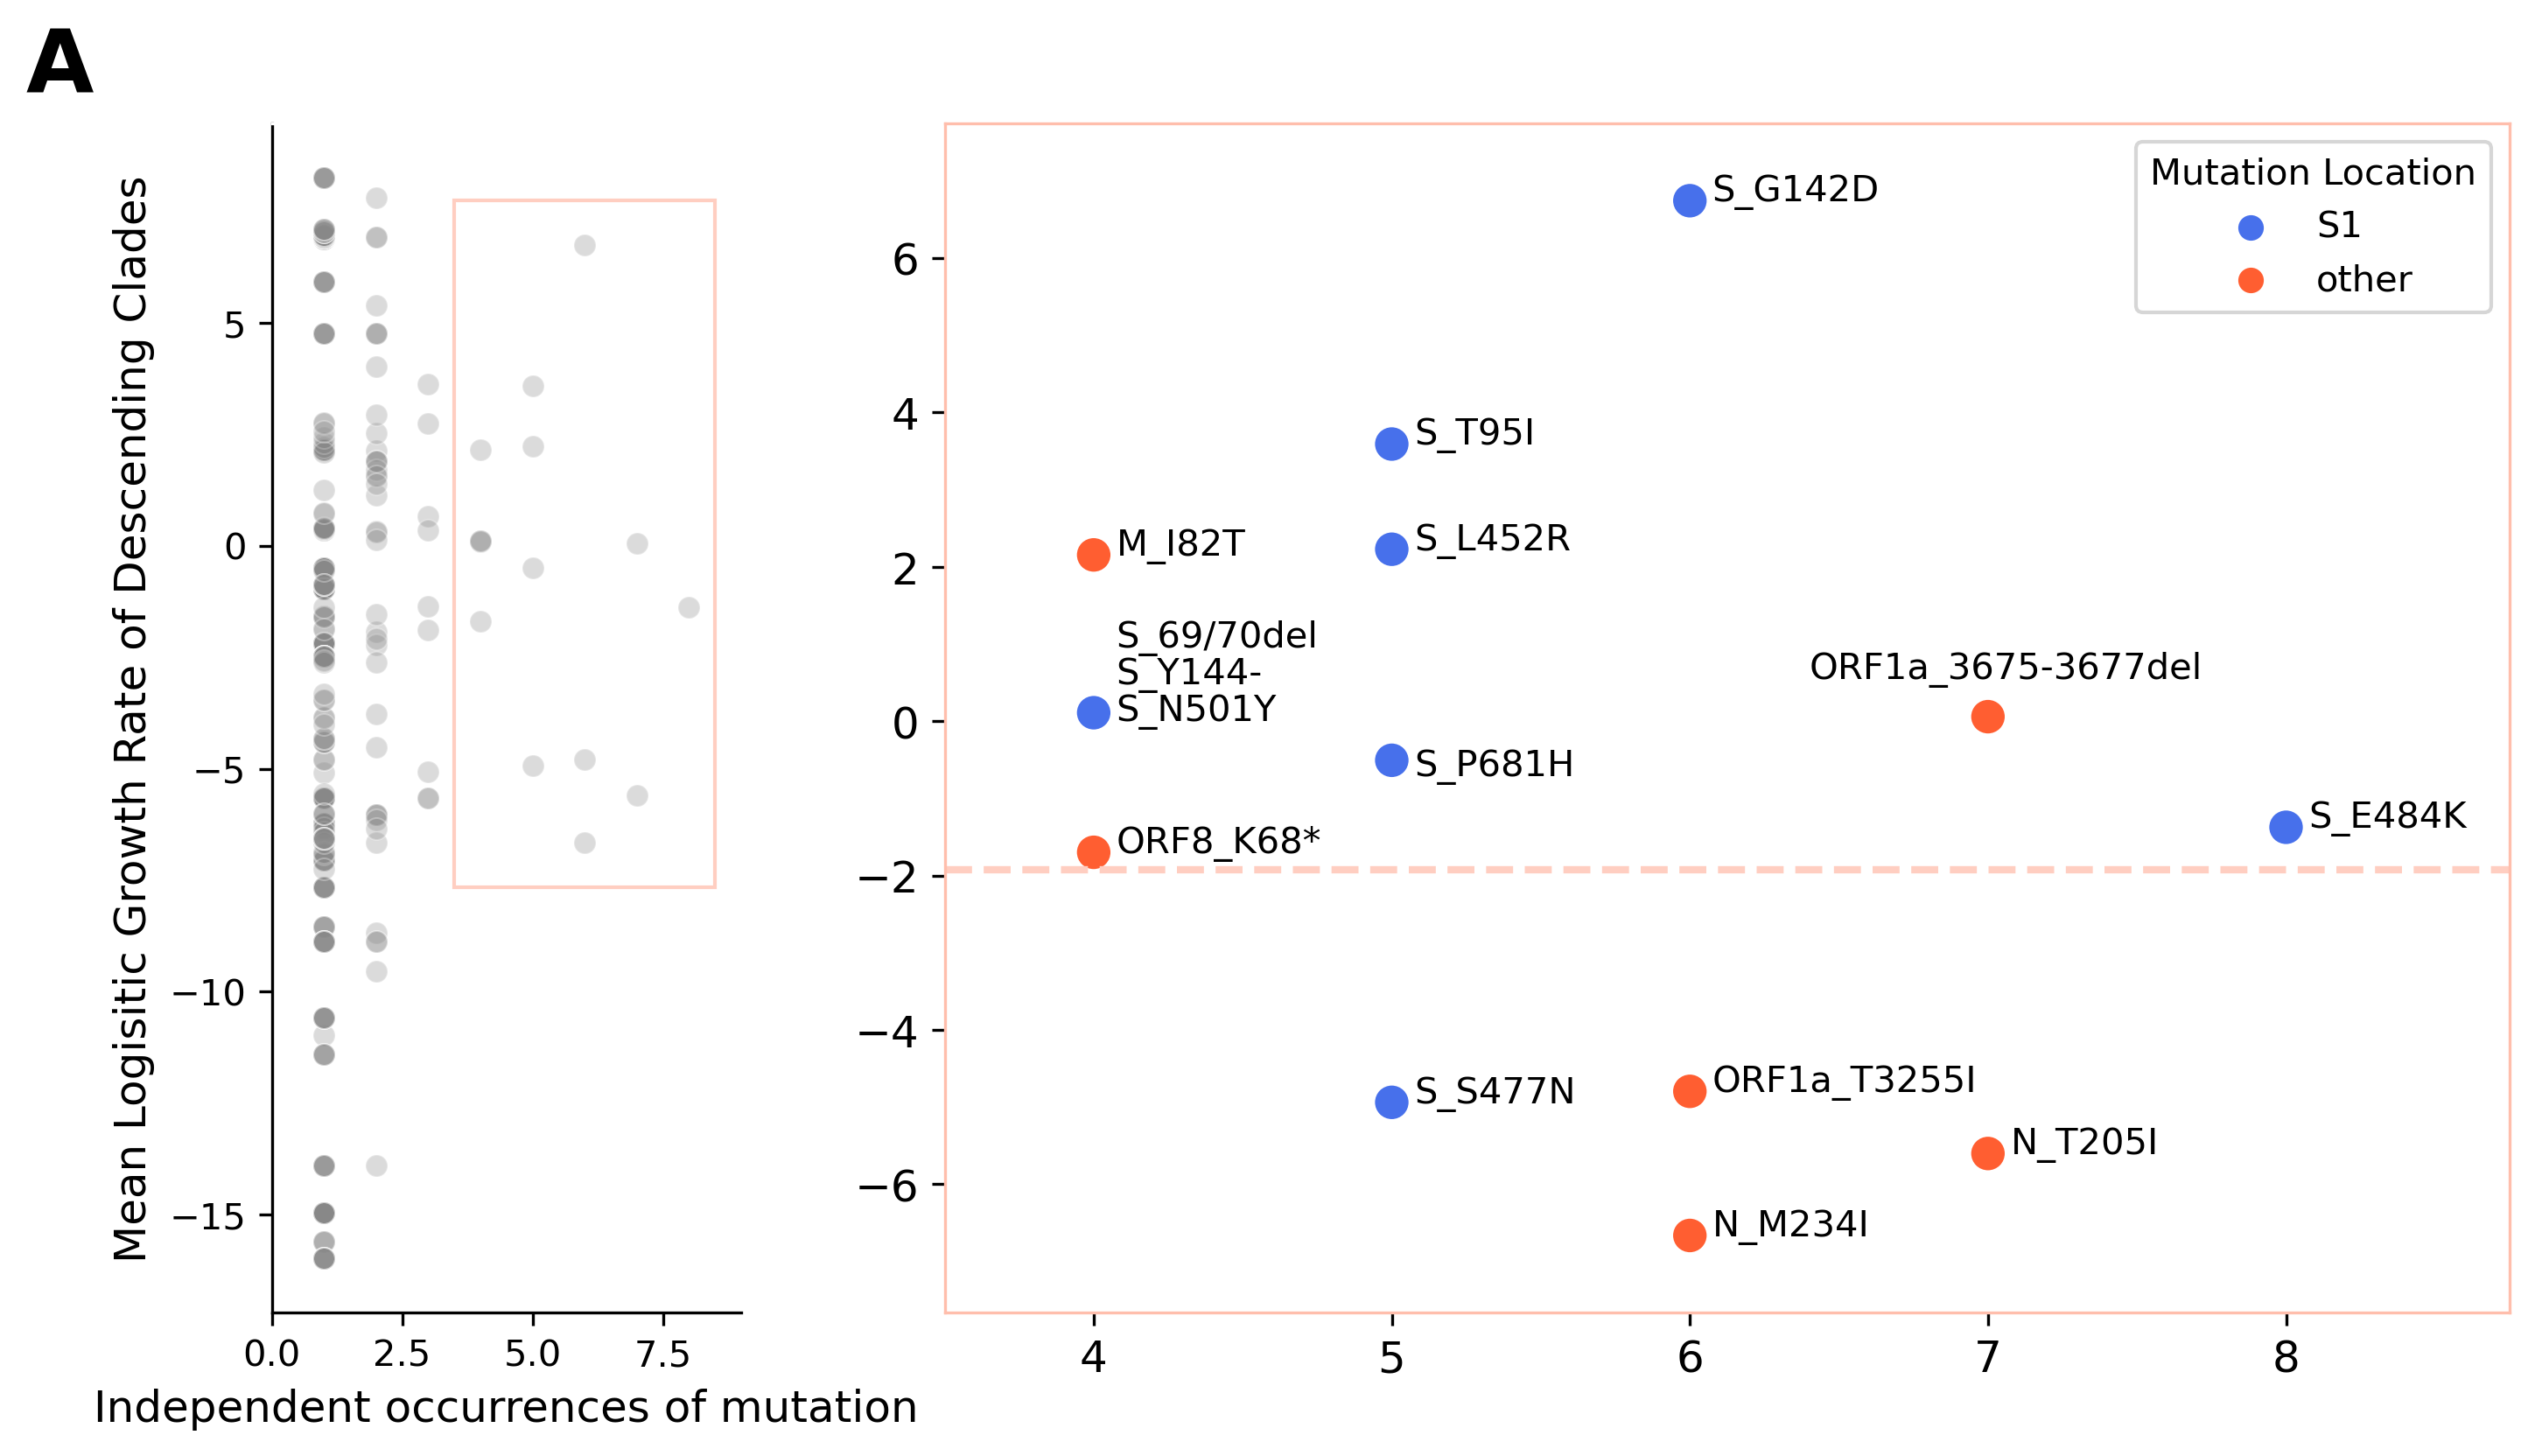 A
Mean Logisitic Growth Rate of Descending Clades
5
0
−5
−10
−15
0.0 2.5 5.0 7.5
Independent occurrences of mutation
6
4
2
0
−2
−4
−6
4 5 6 7 8
Mutation Location
S1
other
S_G142D
S_T95I
S_L452R
M_I82T
S_69/70del
S_Y144-
S_N501Y
ORF1a_3675-3677del
S_P681H
S_E484K
ORF8_K68*
S_S477N
ORF1a_T3255I
N_T205I
N_M234I